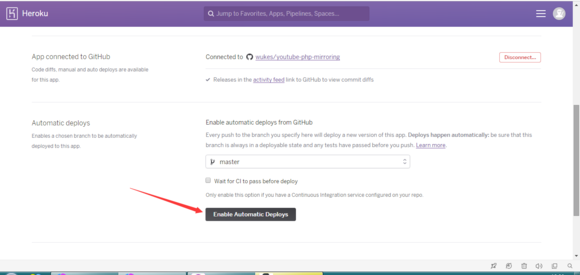 Heroku
Jump to Favorites, Apps, Pipelines, Spaces...
App connected to GitHub
Code diffs, manual and auto deploys are available
for this app.
Connected to wukes/youtube-php-mirroring
Disconnect...
Releases in the activity feed link to GitHub to view commit diffs
Automatic deploys
Enables a chosen branch to be automatically
deployed to this app.
Enable automatic deploys from GitHub
Every push to the branch you specify here will deploy a new version of this app. Deploys happen automatically: be sure that this
branch is always in a deployable state and any tests have passed before you push. Learn more.
master
Wait for CI to pass before deploy
Only enable this option if you have a Continuous Integration service configured on your repo.
Enable Automatic Deploys